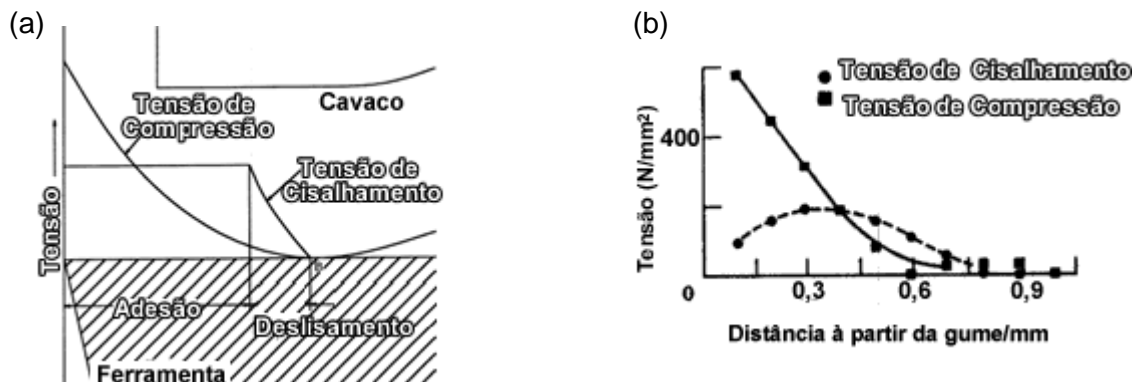 (a)
Tensão de
Compressão
Cavaco
Tensão de
Cisalhamento
Tensão
Adesão
Deslisamento
Ferramenta
(b)
Tensão de Cisalhamento
Tensão de Compressão
Tensão (N/mm²)
400
0
0,3
0,6
0,9
Distância à partir da gume/mm